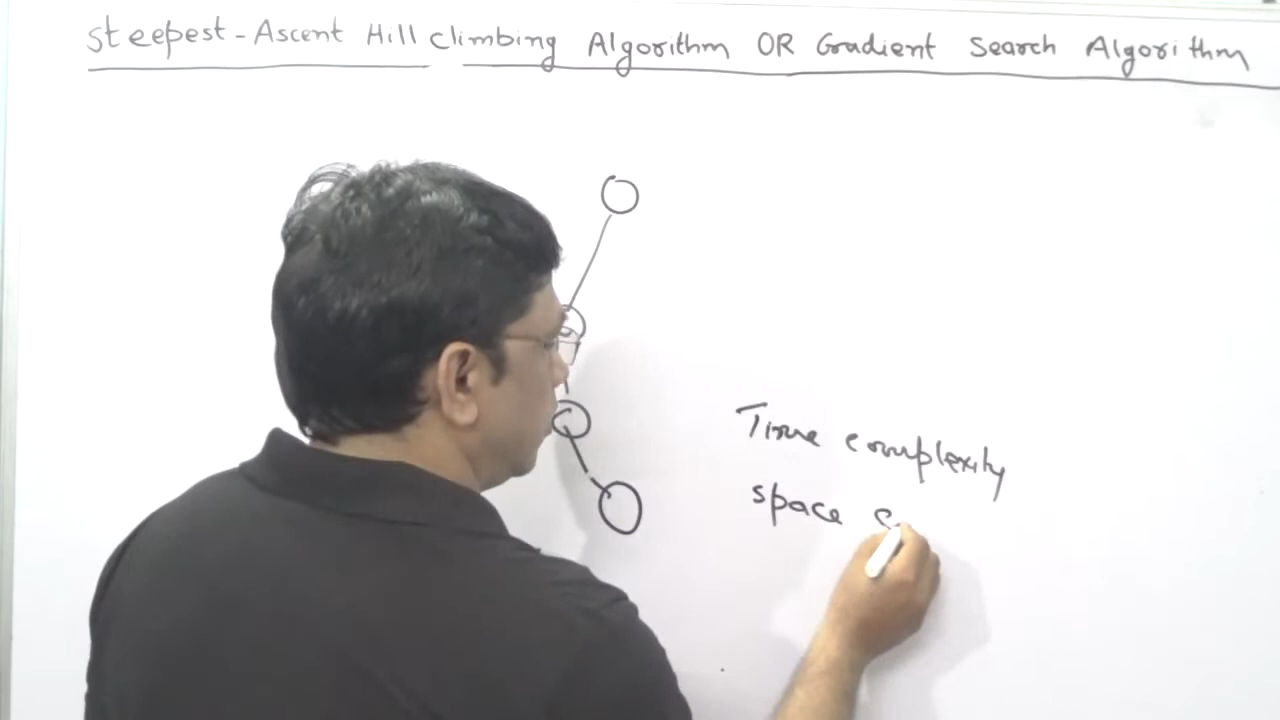 Steepest-Ascent Hill Climbing Algorithm OR Gradient Search Algorithm
Time complexity
space c